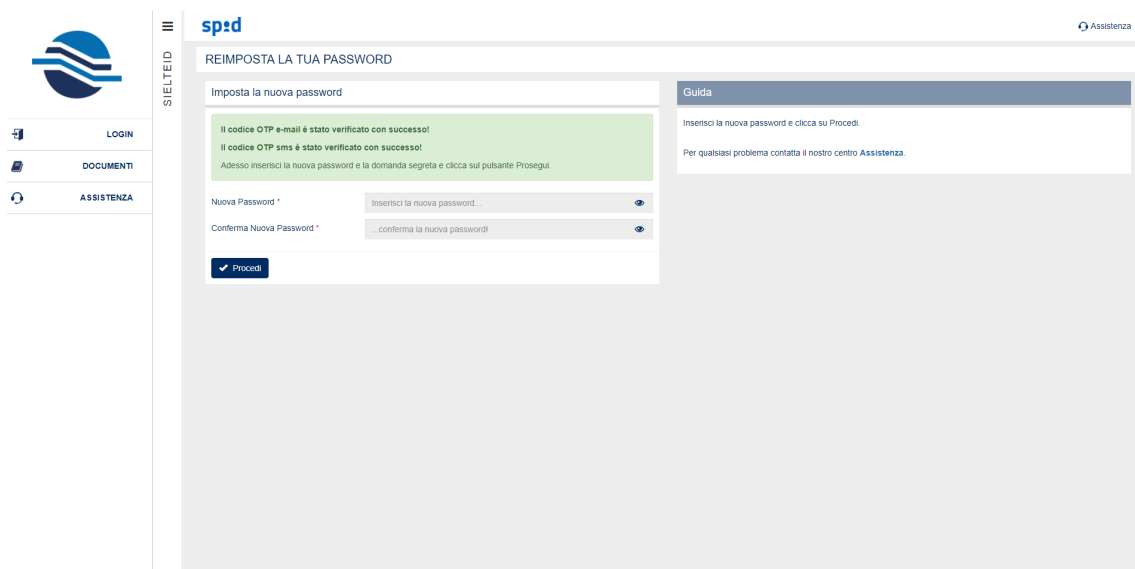 LOGIN
DOCUMENTI
ASSISTENZA
SIELTEID
sp:d
Assistenza
REIMPOSTA LA TUA PASSWORD
Imposta la nuova password
Il codice OTP e-mail é stato verificato con successo!
Il codice OTP sms é stato verificato con successo!
Adesso inserisci la nuova password e la domanda segreta e clicca sul pulsante Prosegui.
Nuova Password *
Inserisci la nuova password...
Conferma Nuova Password *
...conferma la nuova password!
Procedi
Guida
Inserisci la nuova password e clicca su Procedi.
Per qualsiasi problema contatta il nostro centro Assistenza.